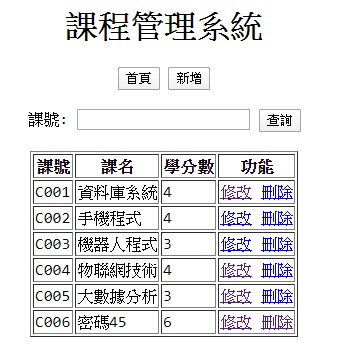 課程管理系統
首頁 新增
課號: 查詢
課號 課名 學分數 功能
C001 資料庫系統 4 修改 刪除
C002 手機程式 4 修改 刪除
C003 機器人程式 3 修改 刪除
C004 物聯網技術 4 修改 刪除
C005 大數據分析 3 修改 刪除
C006 密碼45 6 修改 刪除